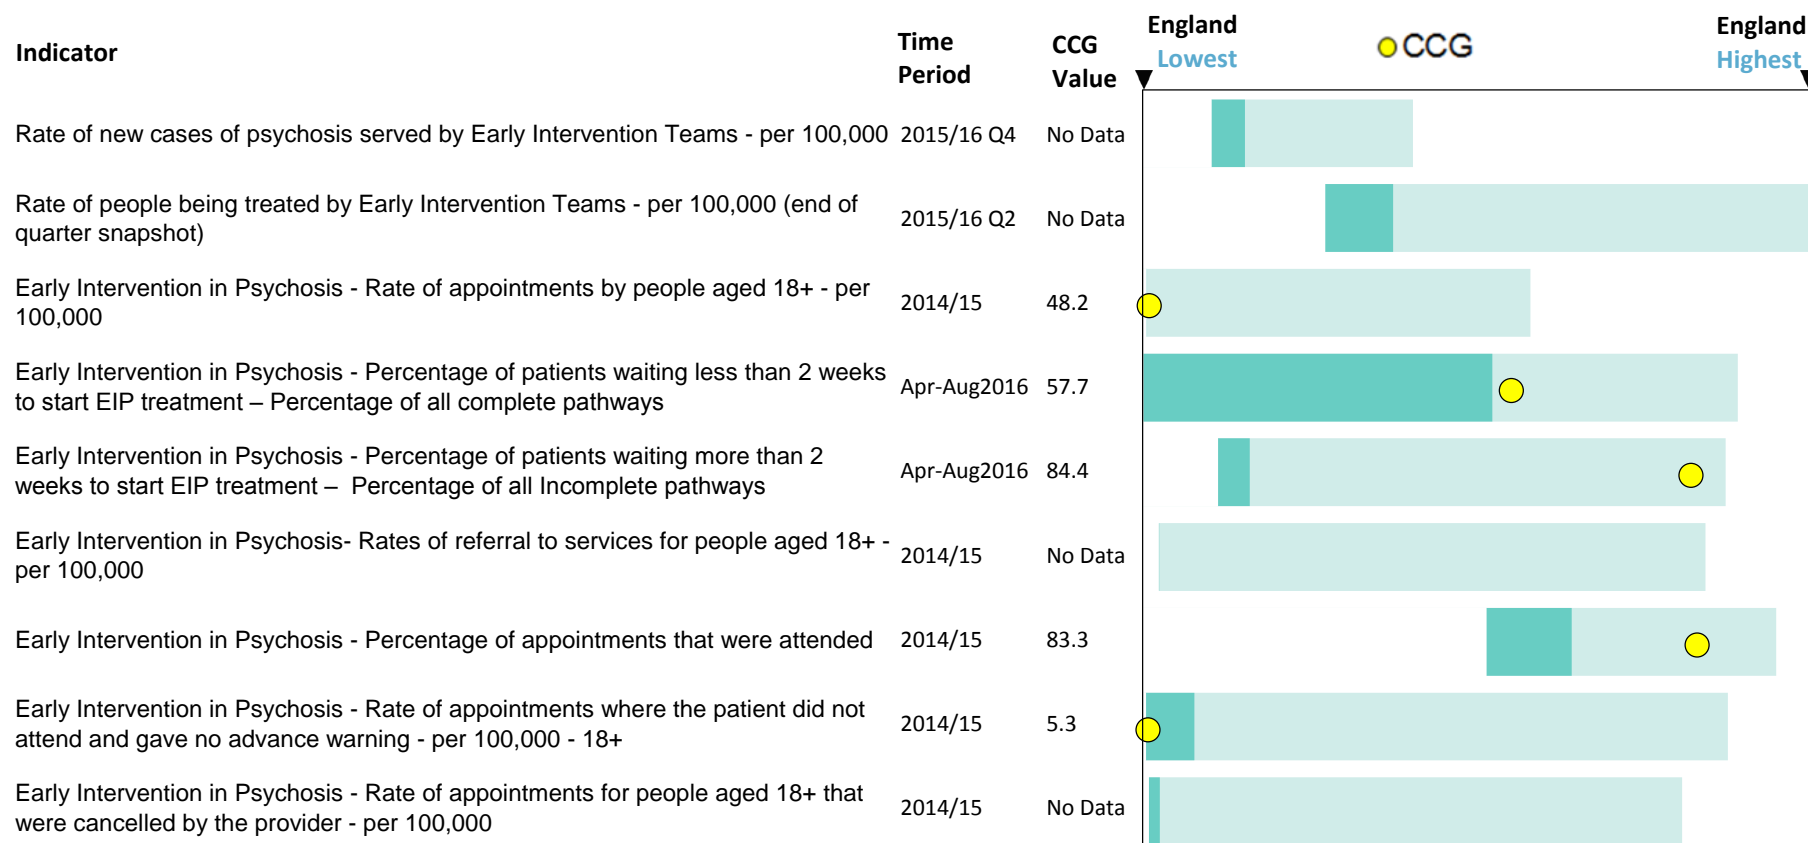 Indicator
Time
Period
CCG
Value
England
Lowest
CCG
England
Highest
Rate of new cases of psychosis served by Early Intervention Teams - per 100,000 2015/16 Q4 No Data
Rate of people being treated by Early Intervention Teams - per 100,000 (end of
quarter snapshot)
2015/16 Q2 No Data
Early Intervention in Psychosis - Rate of appointments by people aged 18+ - per
100,000
2014/15 48.2
Early Intervention in Psychosis - Percentage of patients waiting less than 2 weeks
to start EIP treatment – Percentage of all complete pathways
Apr-Aug2016 57.7
Early Intervention in Psychosis - Percentage of patients waiting more than 2
weeks to start EIP treatment – Percentage of all Incomplete pathways
Apr-Aug2016 84.4
Early Intervention in Psychosis- Rates of referral to services for people aged 18+ -
per 100,000
2014/15 No Data
Early Intervention in Psychosis - Percentage of appointments that were attended 2014/15 83.3
Early Intervention in Psychosis - Rate of appointments where the patient did not
attend and gave no advance warning - per 100,000 - 18+
2014/15 5.3
Early Intervention in Psychosis - Rate of appointments for people aged 18+ that
were cancelled by the provider - per 100,000
2014/15 No Data